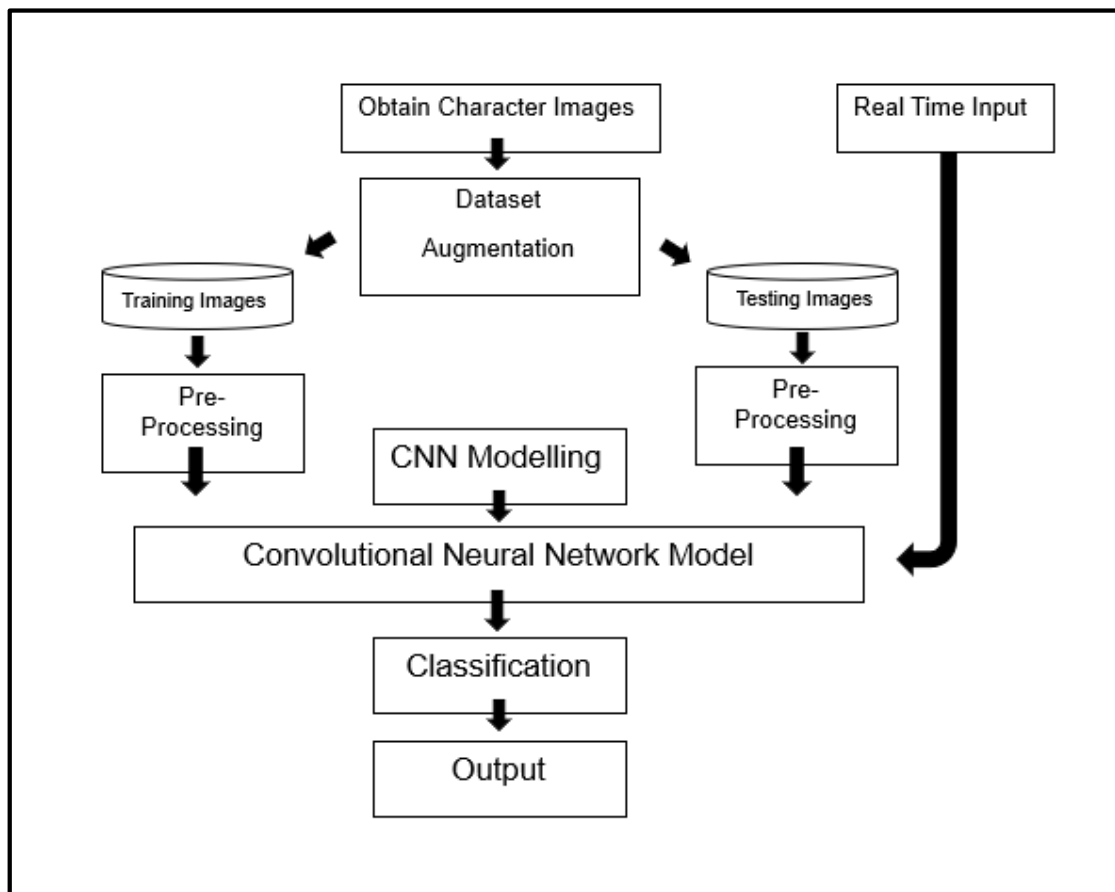 Obtain Character Images
Real Time Input
Dataset
Augmentation
Training Images
Testing Images
Pre-
Processing
Pre-
Processing
CNN Modelling
Convolutional Neural Network Model
Classification
Output